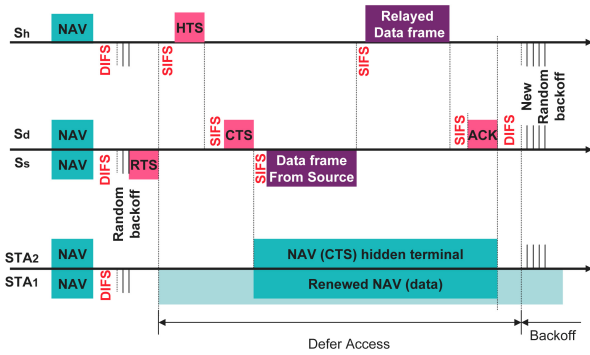 Sh
NAV
DIFS
SIFS
HTS
SIFS
Relayed
Data frame
New
Random
backoff
Sd
Ss
NAV
NAV
DIFS
Random
backoff
RTS
SIFS
CTS
SIFS
Data frame
From Source
SIFS
ACK
DIFS
STA2
STA1
NAV
NAV
DIFS
NAV (CTS) hidden terminal
Renewed NAV (data)
Defer Access
Backoff